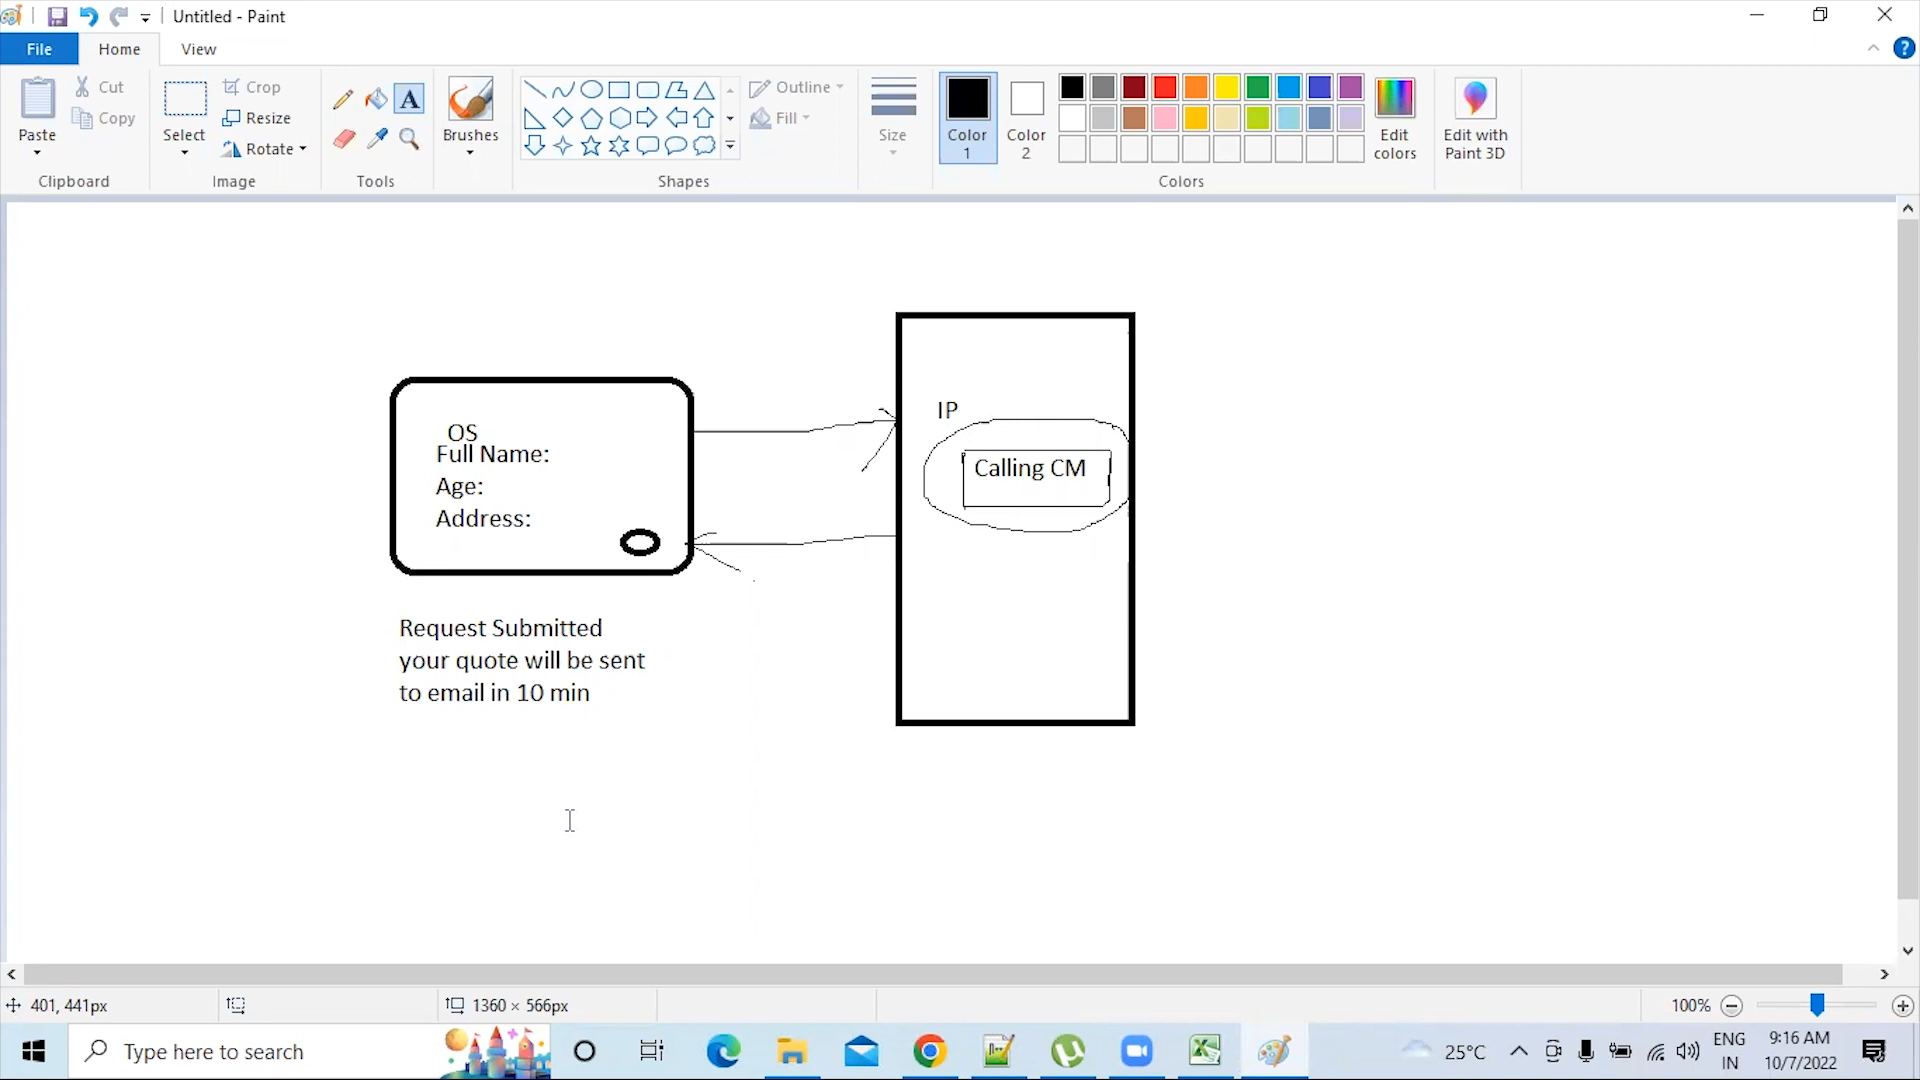 Untitled - Paint
File
Home
View
Paste
Cut
Copy
Clipboard
Select
Crop
Resize
Rotate
Image
A
Tools
Brushes
Shapes
Outline
Fill
Size
Color
1
Color
2
Edit
colors
Colors
Edit with
Paint 3D
OS
Full Name:
Age:
Address:
IP
Calling CM
Request Submitted
your quote will be sent
to email in 10 min
401, 441px
1360 × 566px
100%
Type here to search
25°C
ENG
IN
9:16 AM
10/7/2022